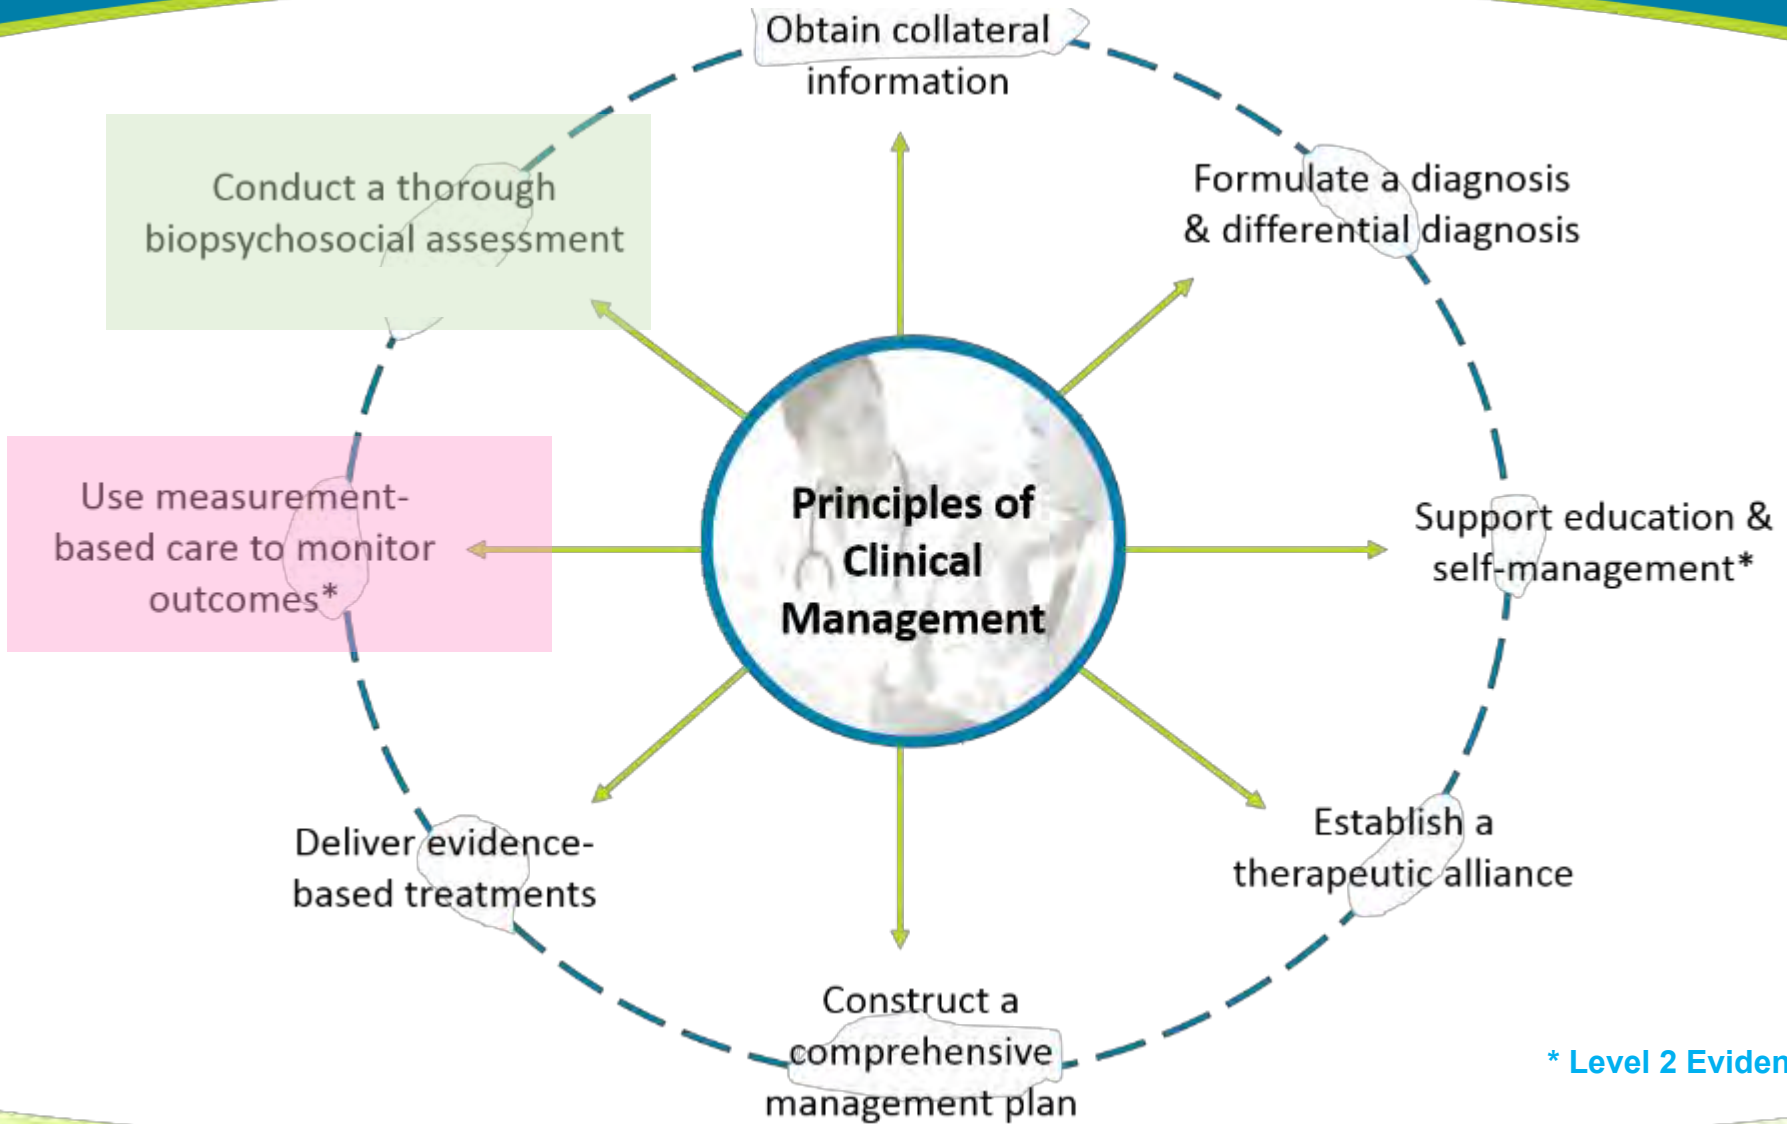 Obtain collateral
information
Conduct a thorough
biopsychosocial assessment
Formulate a diagnosis
& differential diagnosis
Use measurement-
based care to monitor
outcomes*
Principles of
Clinical
Management
Support education &
self-management*
Deliver evidence-
based treatments
Establish a
therapeutic alliance
Construct a
comprehensive
management plan
* Level 2 Eviden